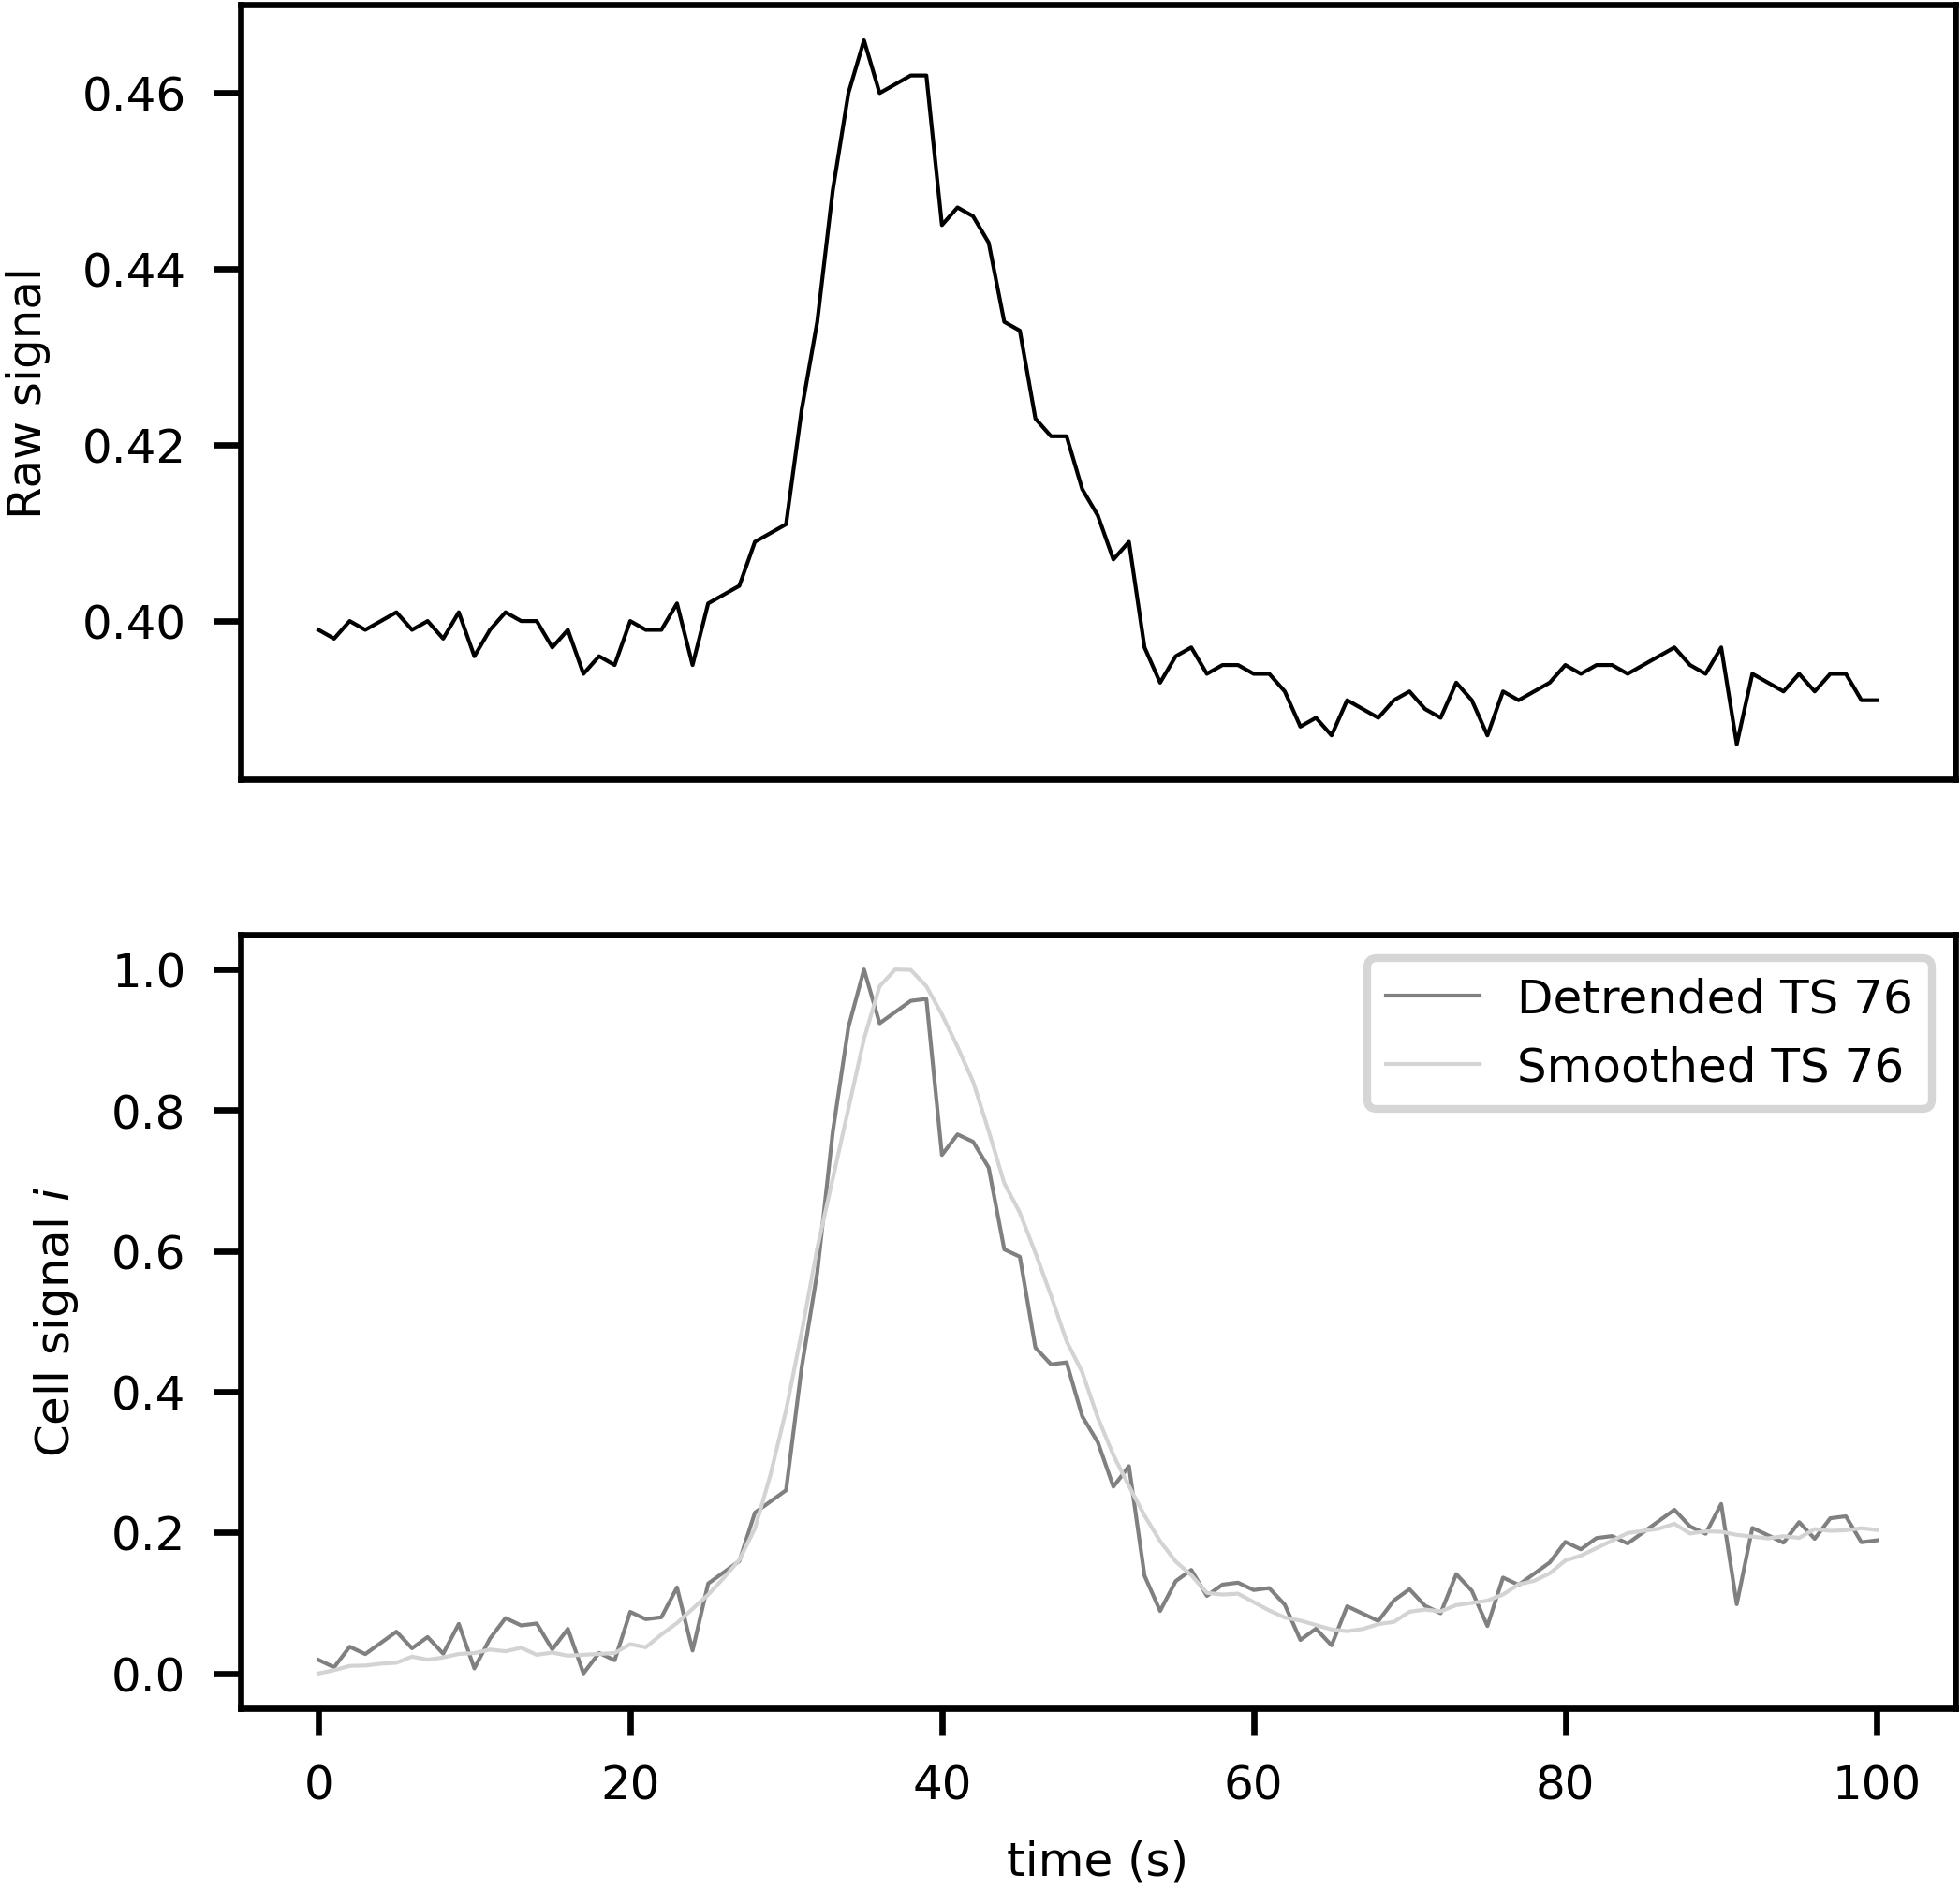 Raw signal
0.46
0.44
0.42
0.40
Cell signal i
1.0
0.8
0.6
0.4
0.2
0.0
Detrended TS 76
Smoothed TS 76
0 20 40 60 80 100
time (s)